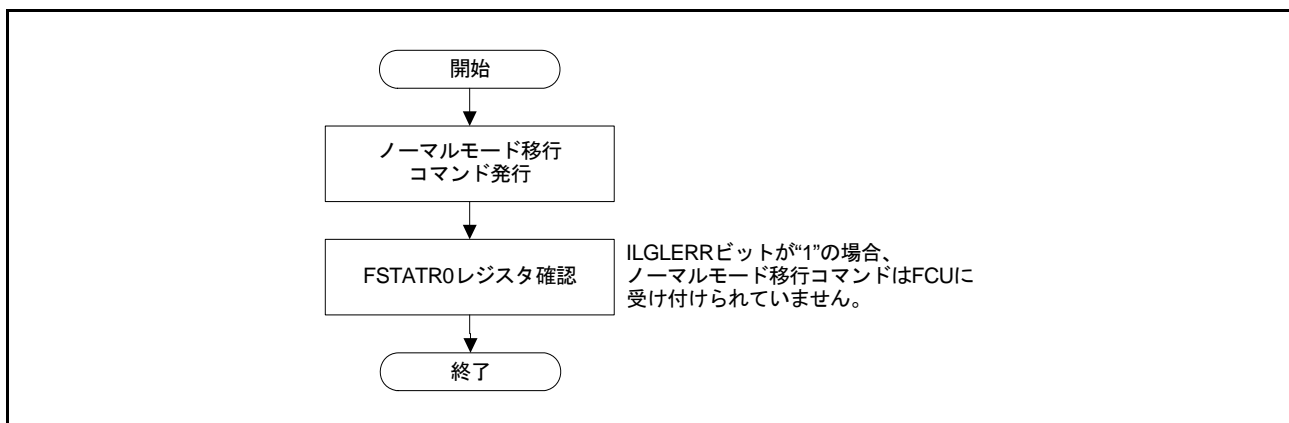 開始
ノーマルモード移行
コマンド発行
FSTATR0レジスタ確認
ILGLERRビットが“1”の場合、
ノーマルモード移行コマンドはFCUに
受け付けられていません。
終了